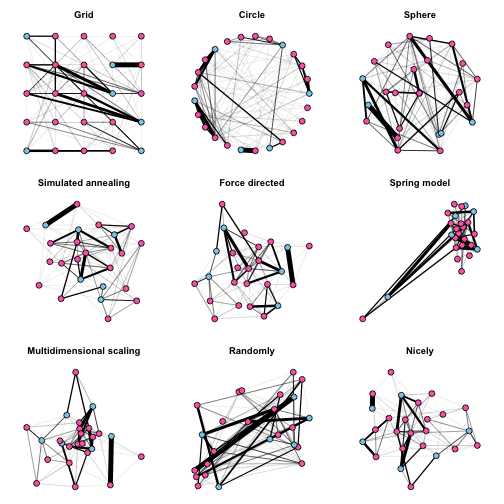 Grid
Circle
Sphere
Simulated annealing
Force directed
Spring model
Multidimensional scaling
Randomly
Nicely